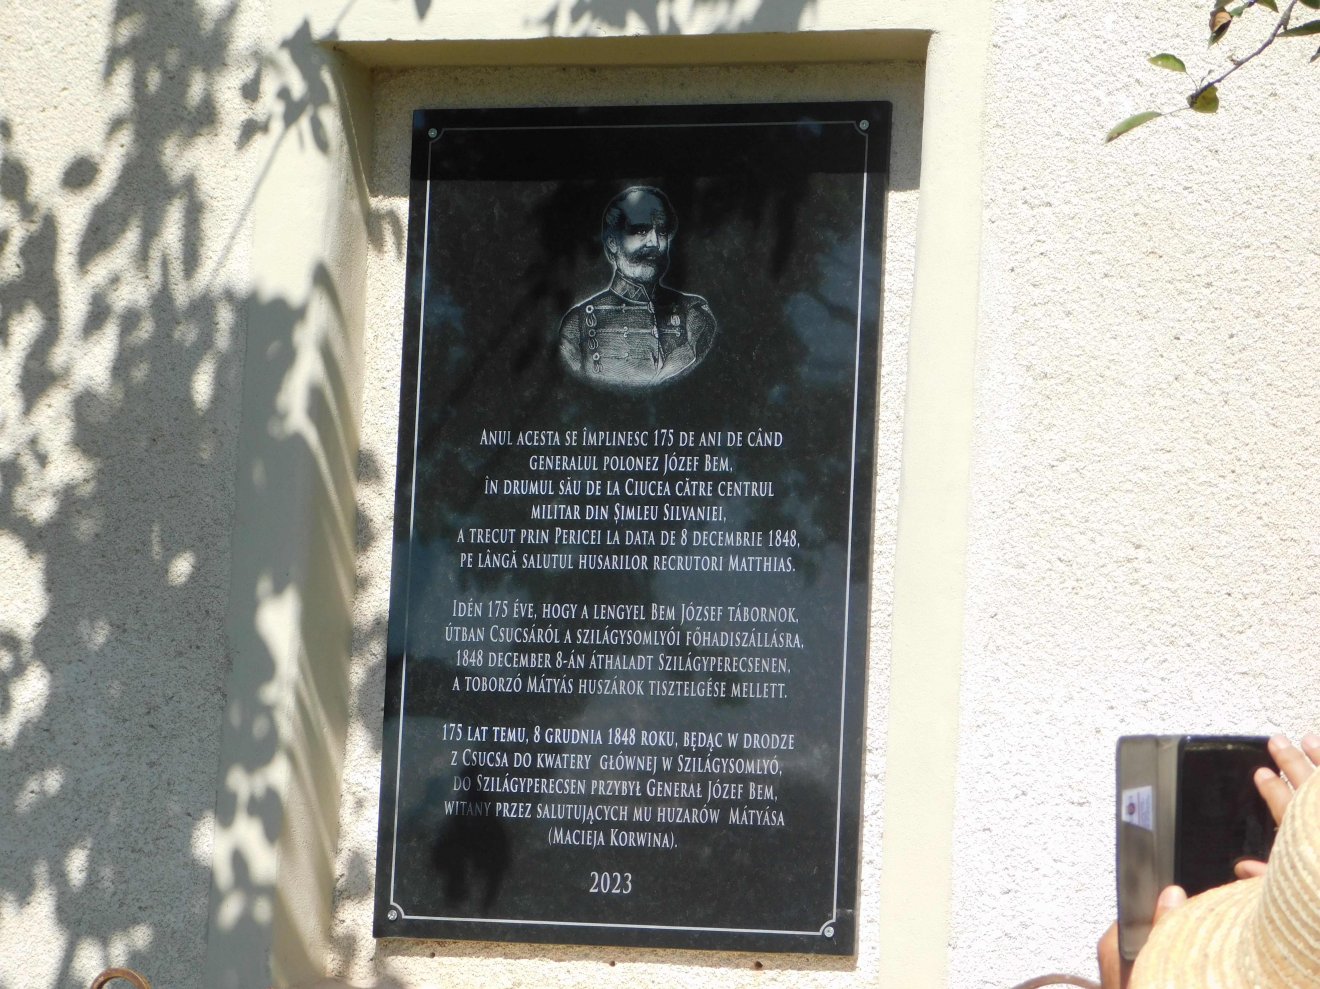 ANUL ACESTA SE ÎMPLINESC 175 DE ANI DE CÂND
GENERALUL POLONEZ JÓZEF BEM,
ÎN DRUMUL SĂU DE LA CIUCEA CĂTRE CENTRUL
MILITAR DIN ȘIMLEU SILVANIEI,
A TRECUT PRIN PERICEI LA DATA DE 8 DECEMBRIE 1848,
PE LÂNGĂ SALUTUL HUSARILOR RECRUTORI MATTHIAS.
IDÉN 175 ÉVE, HOGY A LENGYEL BEM JÓZSEF TÁBORNOK,
ÚTBAN CSUCSÁRÓL A SZILÁGYSOMLYÓI FŐHADISZÁLLÁSRA,
1848 DECEMBER 8-ÁN ÁTHALADT SZILÁGYPERECSENEN,
A TOBORZÓ MÁTYÁS HUSZÁROK TISZTELGÉSE MELLETT.
175 LAT TEMU, 8 GRUDNIA 1848 ROKU, BĘDĄC W DRODZE
Z CSUCSA DO KWATERY GŁÓWNEJ W SZILÁGYSOMLYÓ,
DO SZILÁGYPERECSEN PRZYBYŁ GENERAŁ JÓZEF BEM,
WITANY PRZEZ SALUTUJĄCYCH MU HUZARÓW MÁTYÁSA
(MACIEJA KORWINA).
2023